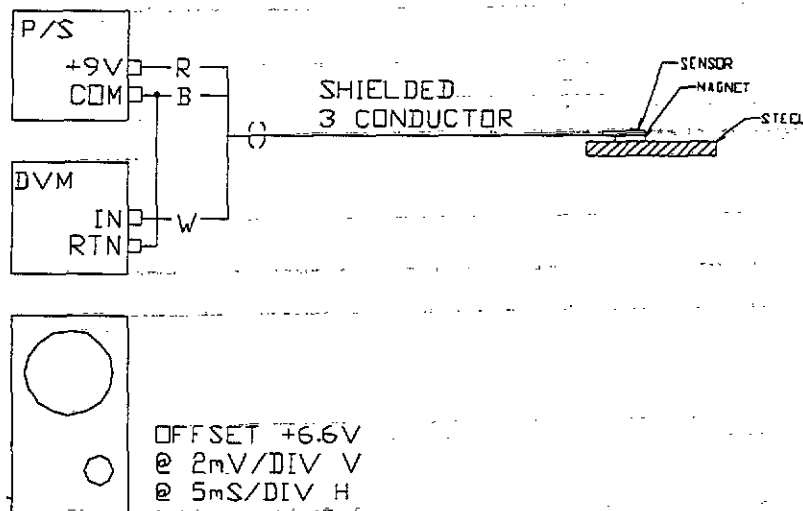 P/S
+9V R
COM B
SHIELDED
3 CONDUCTOR
SENSOR
MAGNET
STEEL
DVM
IN W
RTN
OFFSET +6.6V
@ 2mV/DIV V
@ 5mS/DIV H